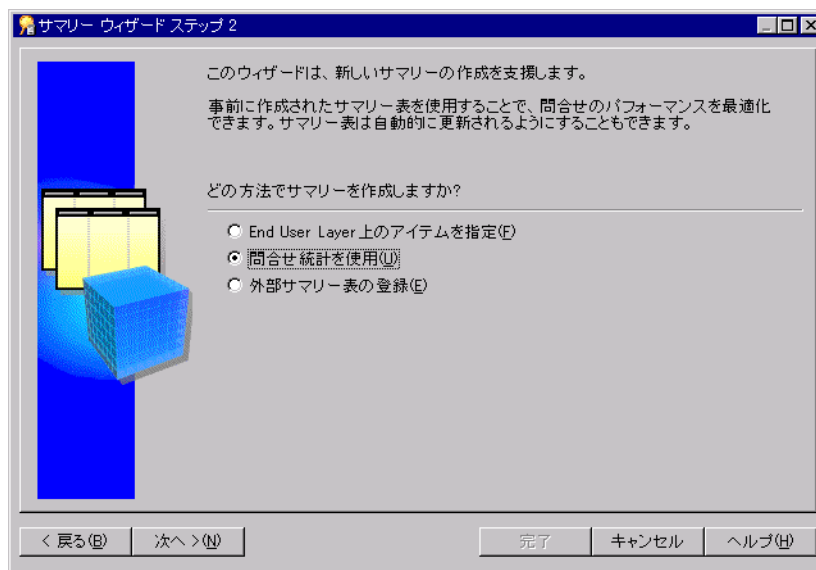 サマリー ウィザード ステップ 2
このウィザードは、新しいサマリーの作成を支援します。
事前に作成されたサマリー表を使用することで、問合せのパフォーマンスを最適化
できます。サマリー表は自動的に更新されるようにすることもできます。
どの方法でサマリーを作成しますか?
End User Layer 上のアイテムを指定(F)
問合せ統計を使用(U)
外部サマリー表の登録(E)
< 戻る(B)
次へ >(N)
完了
キャンセル
ヘルプ(H)